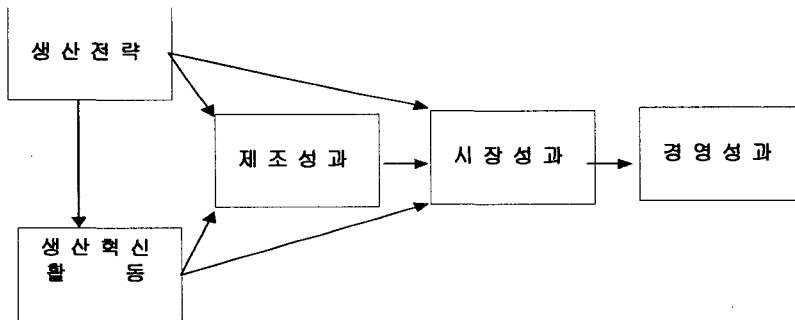 생 산 전 략
제 조 성 과
시 장 성 과
경 영 성 과
생 산 혁 신
활 동